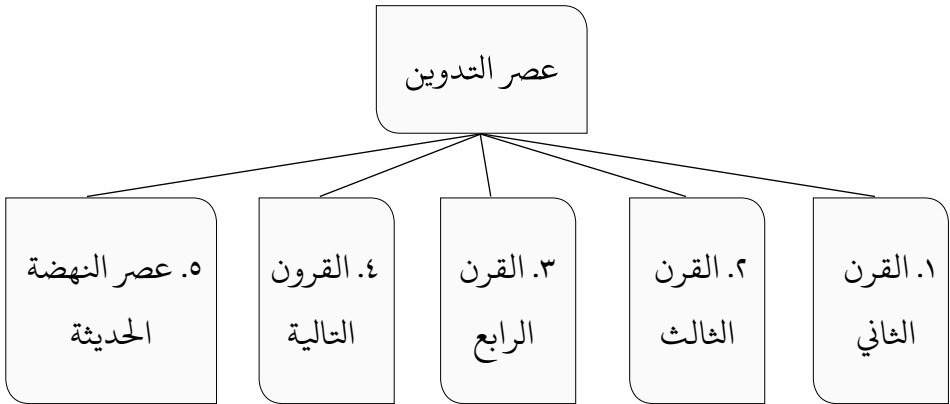 عصر التدوين
١. القرن
الثاني
٢. القرن
الثالث
٣. القرن
الرابع
٤. القرون
التالية
٥. عصر النهضة
الحديثة